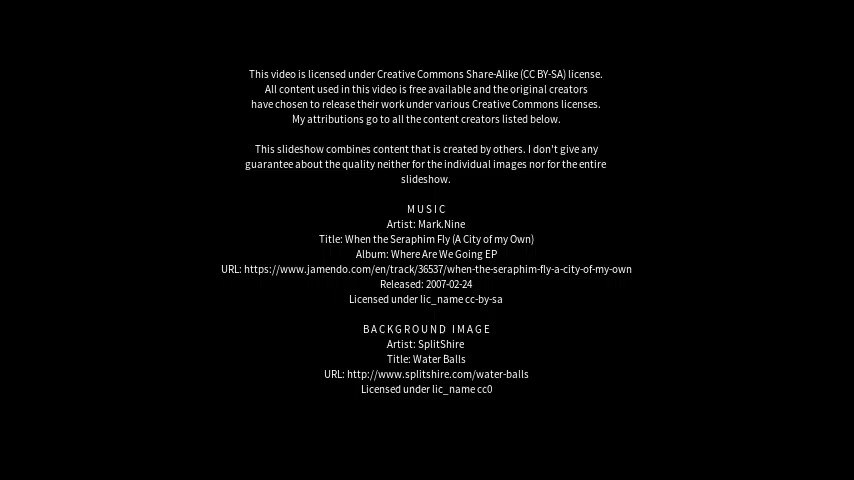 This video is licensed under Creative Commons Share-Alike (CC BY-SA) license.
All content used in this video is free available and the original creators
have chosen to release their work under various Creative Commons licenses.
My attributions go to all the content creators listed below.
This slideshow combines content that is created by others. I don't give any
guarantee about the quality neither for the individual images nor for the entire
slideshow.
MUSIC
Artist: Mark.Nine
Title: When the Seraphim Fly (A City of my Own)
Album: Where Are We Going EP
URL: https://www.jamendo.com/en/track/36537/when-the-seraphim-fly-a-city-of-my-own
Released: 2007-02-24
Licensed under lic_name cc-by-sa
BACKGROUND IMAGE
Artist: SplitShire
Title: Water Balls
URL: http://www.splitshire.com/water-balls
Licensed under lic_name cc0